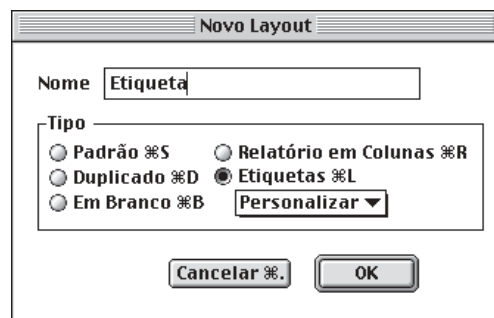 Novo Layout
Nome Etiqueta
Tipo
Padrão ⌘S Relatório em Colunas ⌘R
Duplicado ⌘D Etiquetas ⌘L
Em Branco ⌘B Personalizar
Cancelar ⌘. OK